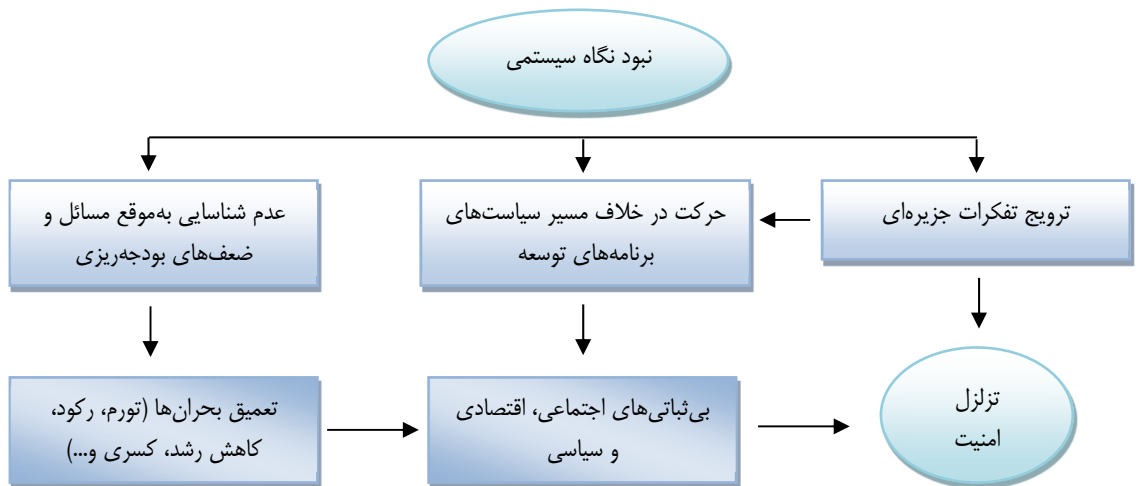 نبود نگاه سیستمی
ترویج تفکرات جزیره‌ای
حرکت در خلاف مسیر سیاست‌های
برنامه‌های توسعه
عدم شناسایی به‌موقع مسائل و
ضعف‌های بودجه‌ریزی
تزلزل
امنیت
بی‌ثباتی‌های اجتماعی، اقتصادی
و سیاسی
تعمیق بحران‌ها (تورم، رکود،
کاهش رشد، کسری و...)